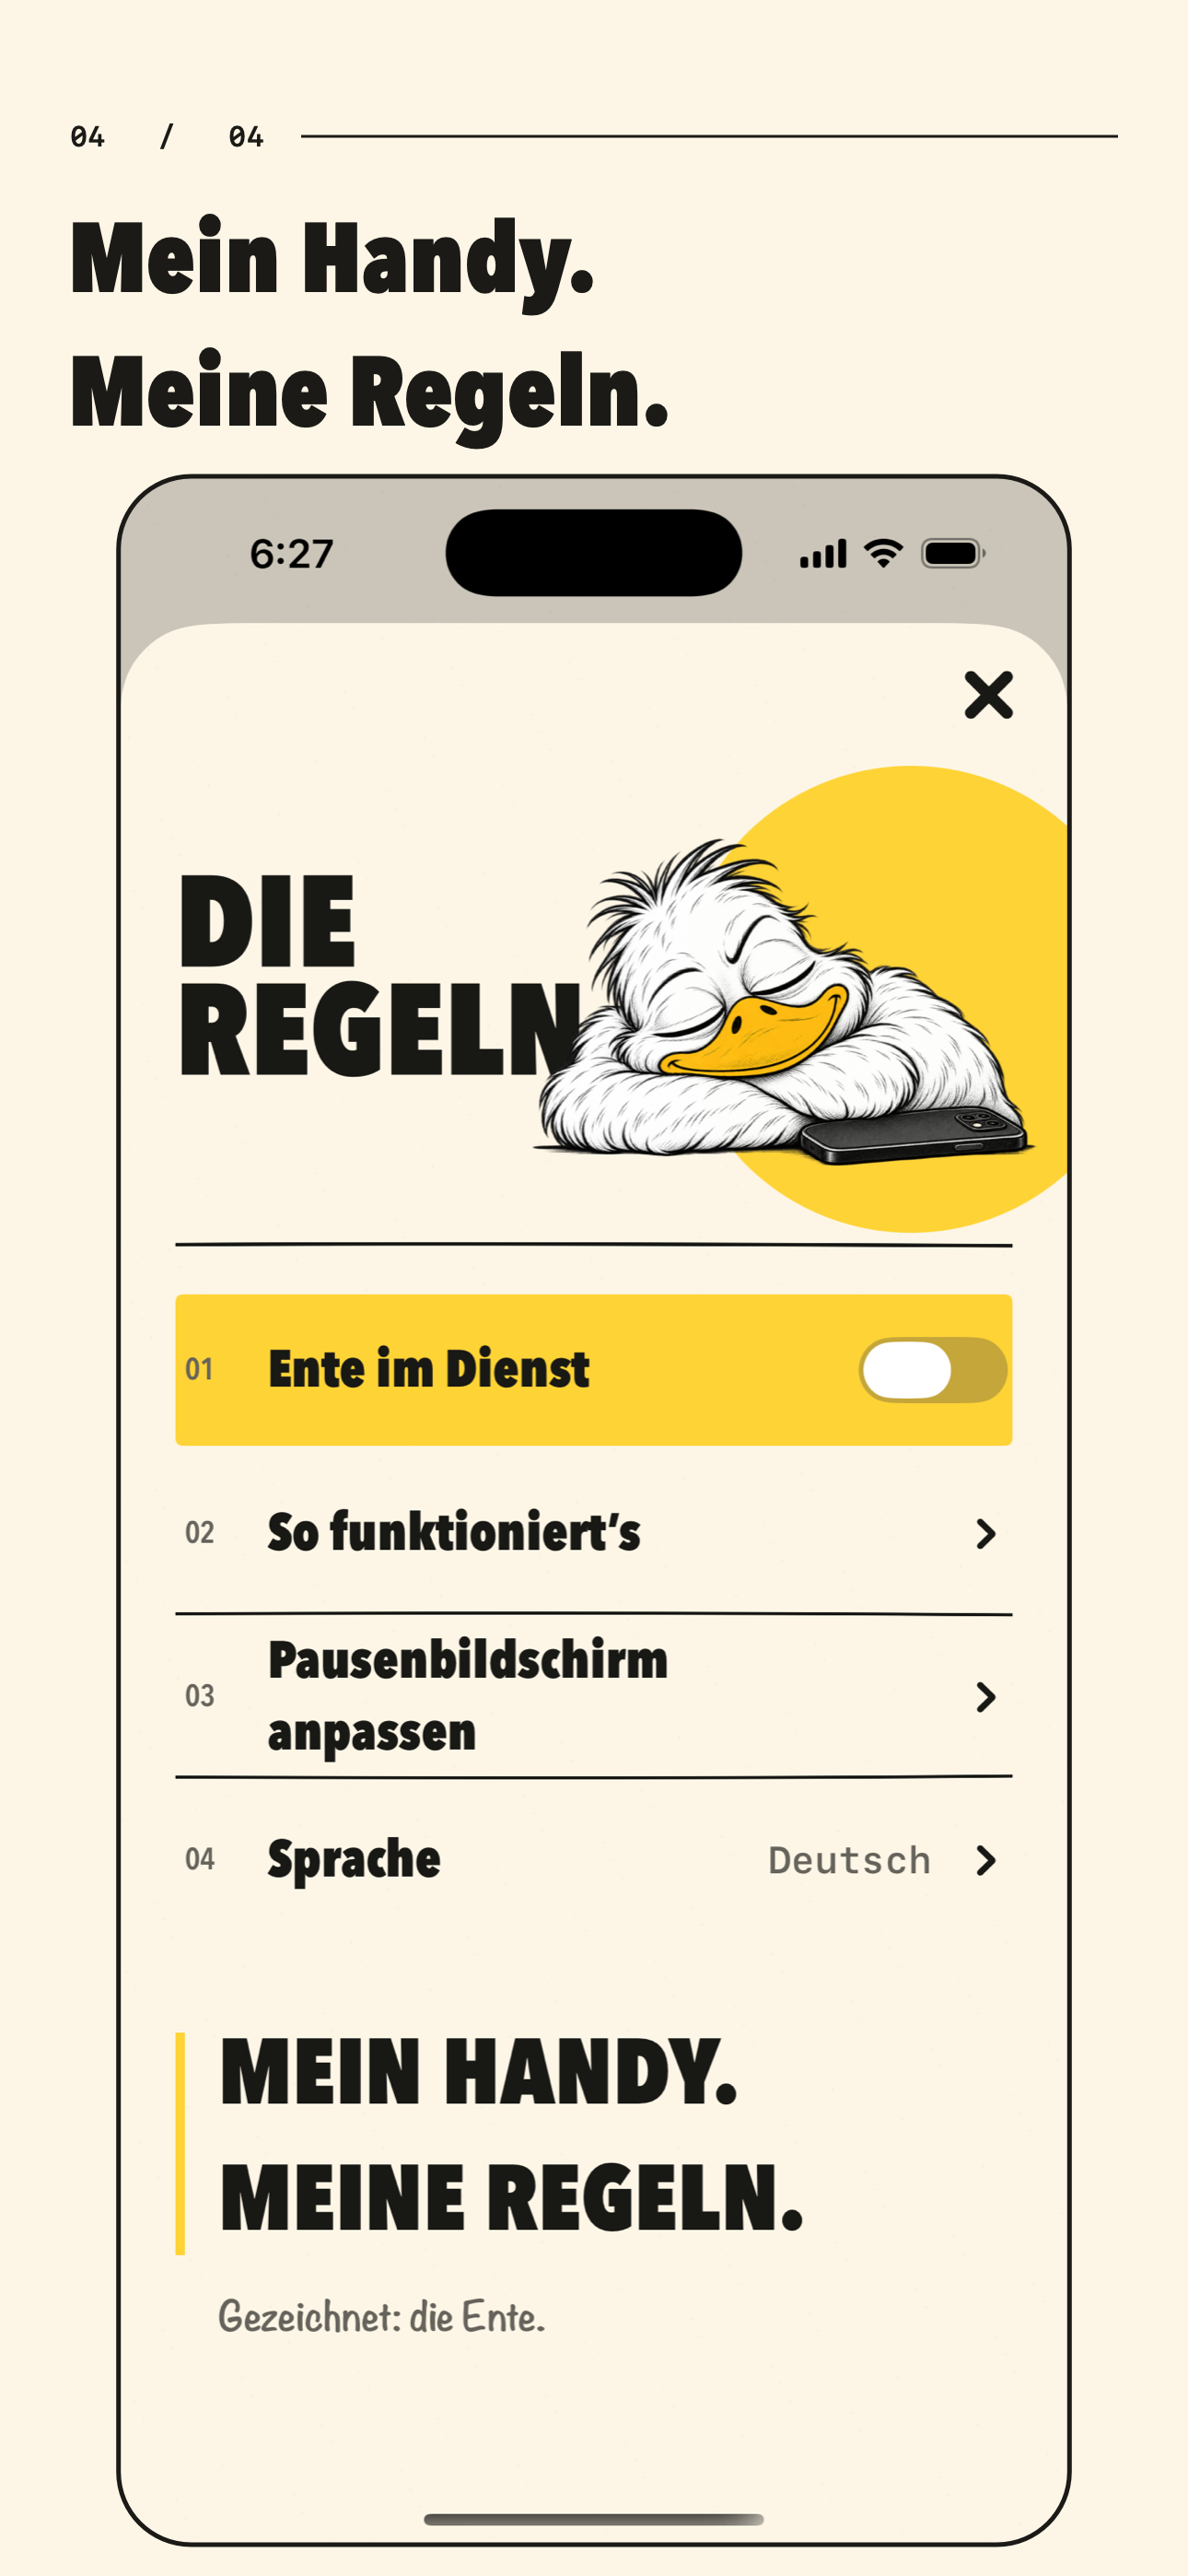 04 / 04
Mein Handy.
Meine Regeln.
6:27
DIE
REGELN
01 Ente im Dienst
02 So funktioniert’s
03 Pausenbildschirm
anpassen
04 Sprache Deutsch
MEIN HANDY.
MEINE REGELN.
Gezeichnet: die Ente.